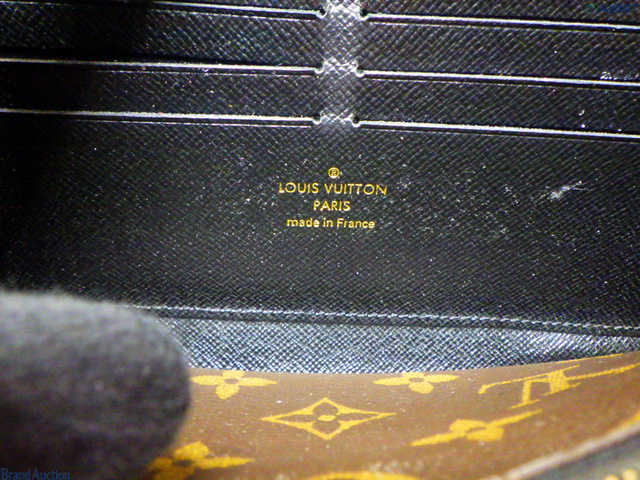 ®
LOUIS VUITTON
PARIS
made in France
Brand Auction